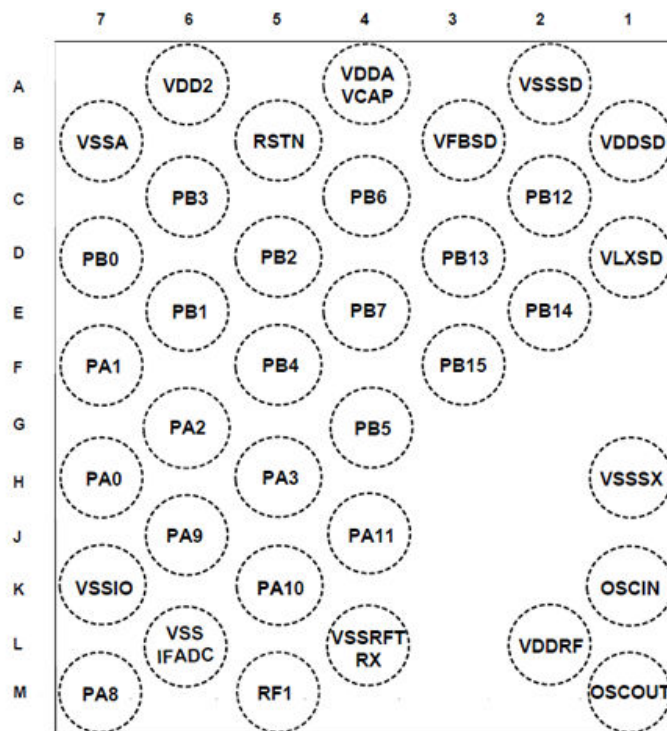 7 6 5 4 3 2 1
A VDD2 VDDA VSSSD
VCAP
B VSSA RSTN VFBSD VDDSD
C PB3 PB6 PB12
D PB0 PB2 PB13 VLXSD
E PB1 PB7 PB14
F PA1 PB4 PB15
G PA2 PB5
H PA0 PA3 VSSSX
J PA9 PA11
K VSSIO PA10 OSCIN
L VSS VSSRFT VDDRF
IFADC RX
M PA8 RF1 OSCOUT